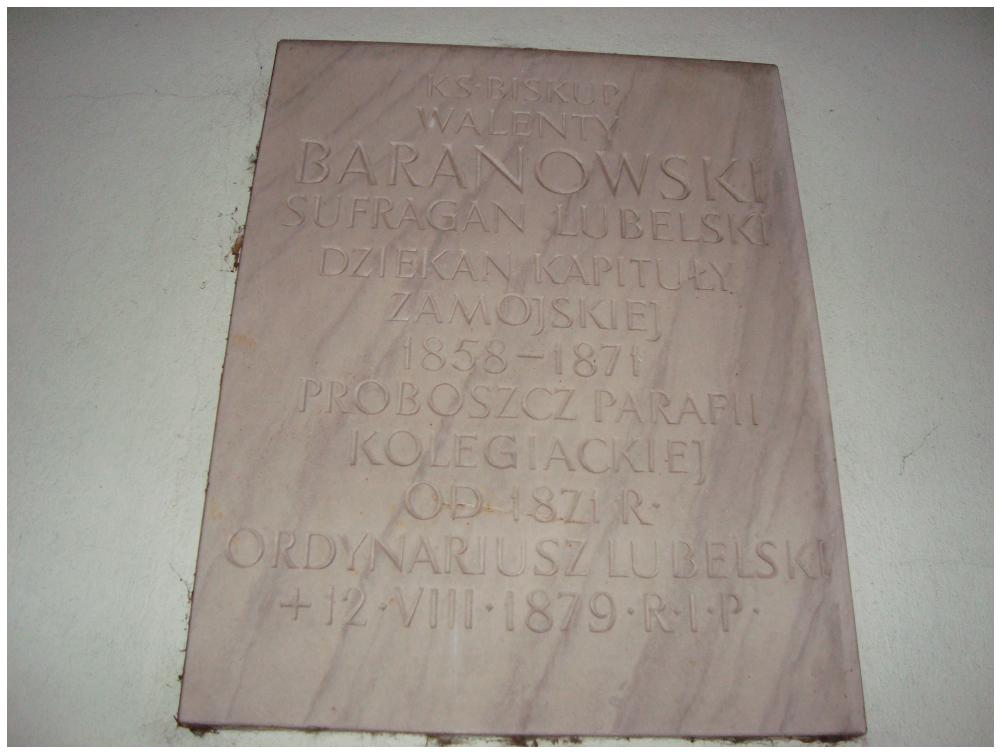 KS·BISKUP
WALENTY
BARANOWSKI
SUFRAGAN LUBELSKI
DZIEKAN KAPITUŁY
ZAMOJSKIEJ
1858–1871
PROBOSZCZ PARAFII
KOLEGIACKIEJ
OD 1871 R·
ORDYNARIUSZ LUBELSKI
+12·VIII·1879·R·I·P·